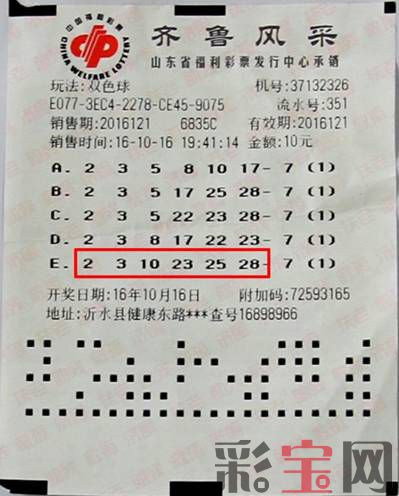 中国福利彩票
CHINA WELFARE LOTTERY
齐鲁风采
山东省福利彩票发行中心承销
玩法:双色球 机号:37132326
E077-3EC4-2278-CE45-9075 流水号:351
销售期:2016121 6835C 有效期:2016121
销售时间:16-10-16 19:41:14 金额:10元
A. 2 3 5 8 10 17- 7 (1)
B. 2 3 5 17 25 28- 7 (1)
C. 2 3 5 22 23 28- 7 (1)
D. 2 3 8 17 22 23- 7 (1)
E. 2 3 10 23 25 28- 7 (1)
开奖日期:16年10月16日 附加码:72593165
地址:沂水县健康东路***查号16898966
彩宝网